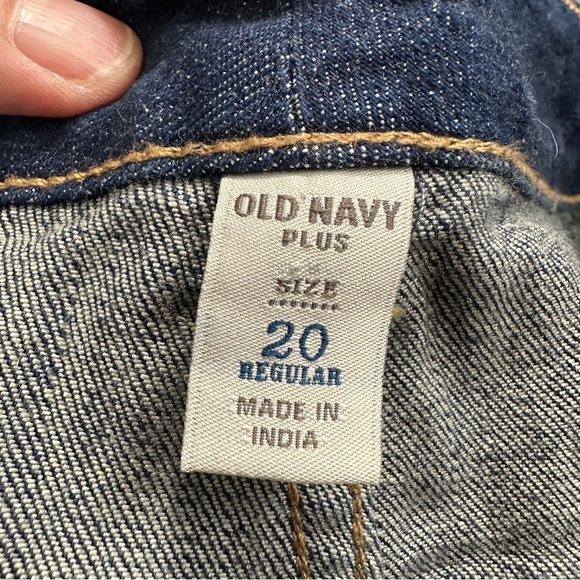 OLD NAVY
PLUS
SIZE
20
REGULAR
MADE IN
INDIA